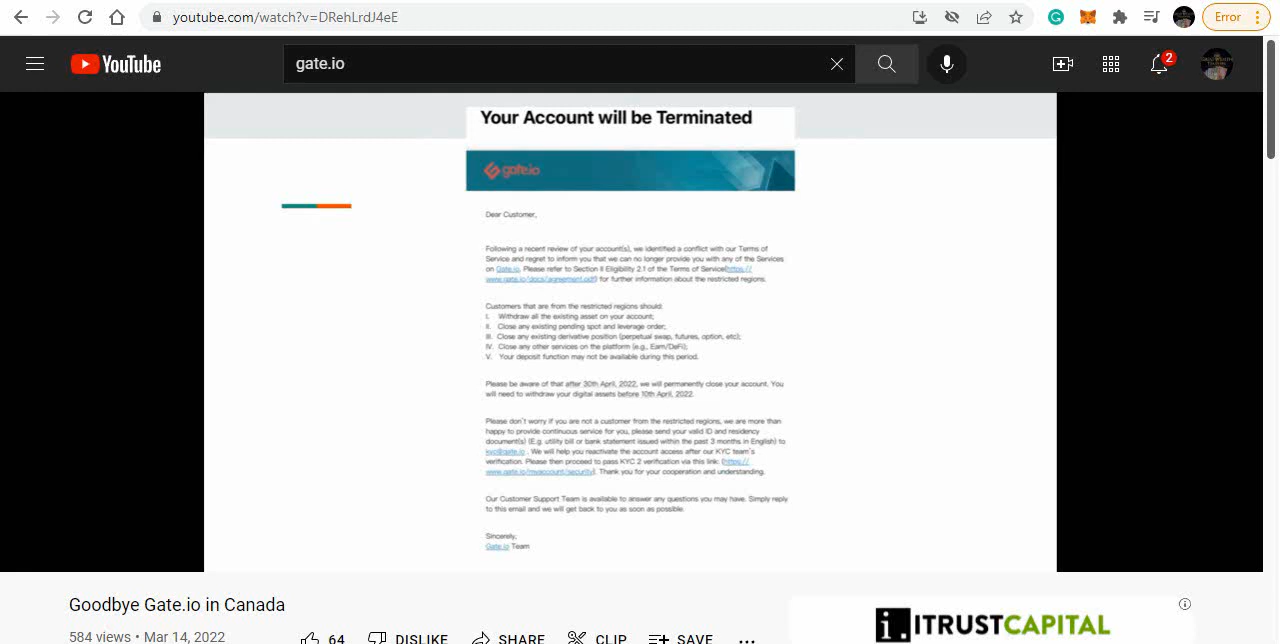 youtube.com/watch?v=DRehLrdJ4eE
Error
YouTube
gate.io
2
Your Account will be Terminated
gate.io
Dear Customer,
Following a recent review of your account(s), we identified a conflict with our Terms of
Service and regret to inform you that we can no longer provide you with any of the Services
on Gate.io. Please refer to Section II Eligibility 2.1 of the Terms of Service(https://
www.gate.io/docs/agreement.pdf) for further information about the restricted regions.
Customers that are from the restricted regions should:
I. Withdraw all the existing asset on your account;
II. Close any existing pending spot and leverage order;
III. Close any existing derivative position (perpetual swap, futures, option, etc);
IV. Close any other services on the platform (e.g., Earn/DeFi);
V. Your deposit function may not be available during this period.
Please be aware of that after 30th April, 2022, we will permanently close your account. You
will need to withdraw your digital assets before 10th April, 2022.
Please don't worry if you are not a customer from the restricted regions, we are more than
happy to provide continuous service for you, please send your valid ID and residency
document(s) (E.g. utility bill or bank statement issued within the past 3 months in English) to
kyc@gate.io . We will help you reactivate the account access after our KYC team's
verification. Please then proceed to pass KYC 2 verification via this link: (https://
www.gate.io/myaccount/security). Thank you for your cooperation and understanding.
Our Customer Support Team is available to answer any questions you may have. Simply reply
to this email and we will get back to you as soon as possible.
Sincerely,
Gate.io Team
Goodbye Gate.io in Canada
584 views • Mar 14, 2022
64 DISLIKE SHARE CLIP SAVE ...
i. ITRUSTCAPITAL